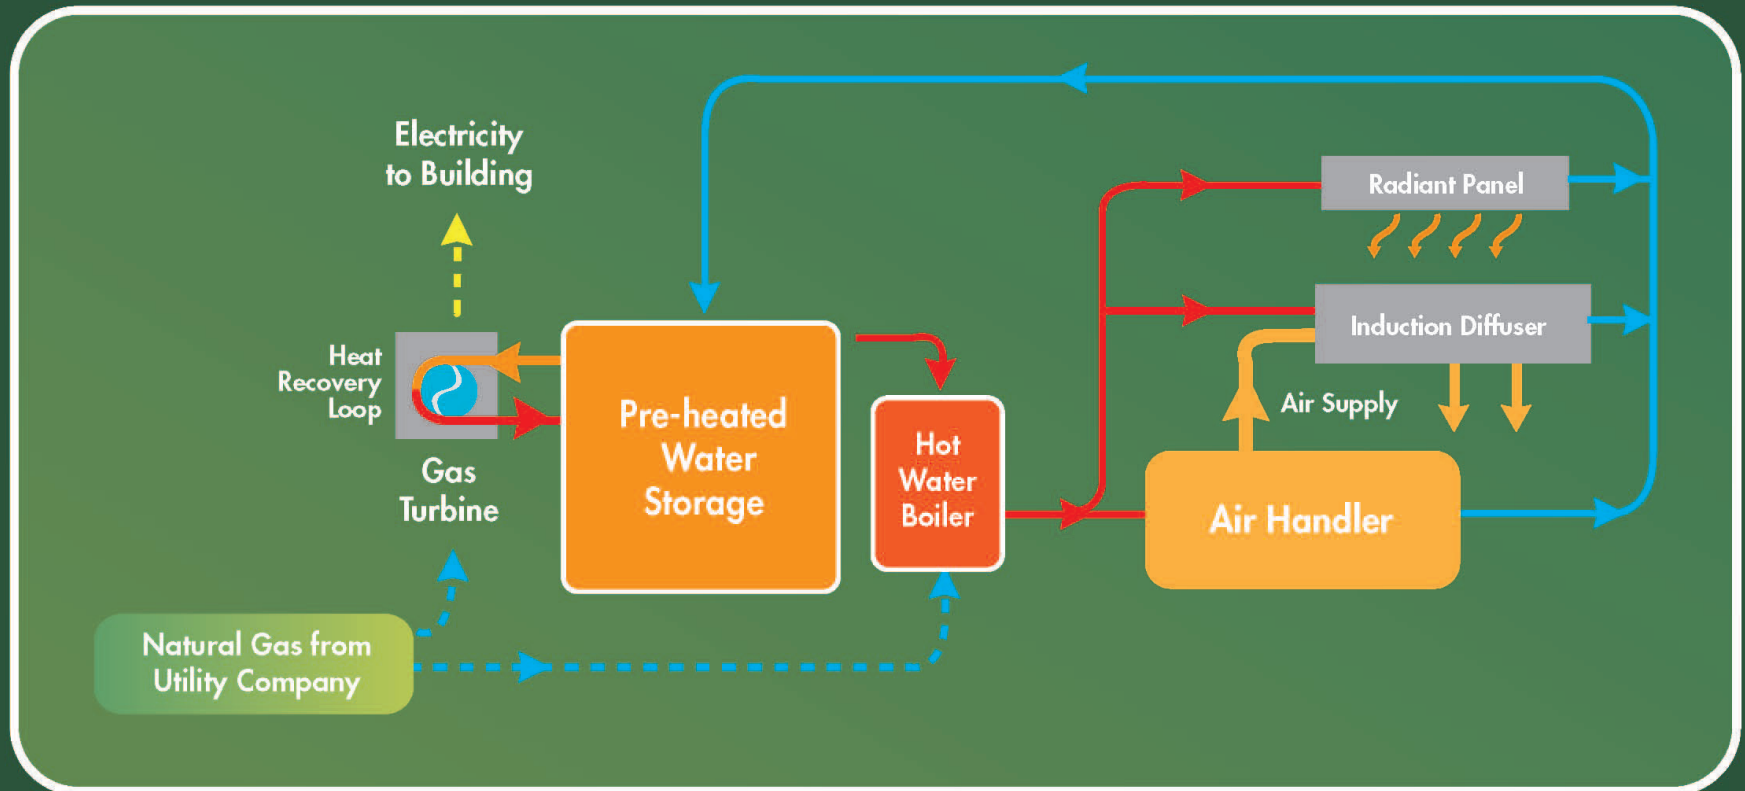 Electricity
to Building
Heat
Recovery
Loop
Gas
Turbine
Natural Gas from
Utility Company
Pre-heated
Water
Storage
Hot
Water
Boiler
Radiant Panel
Induction Diffuser
Air Supply
Air Handler